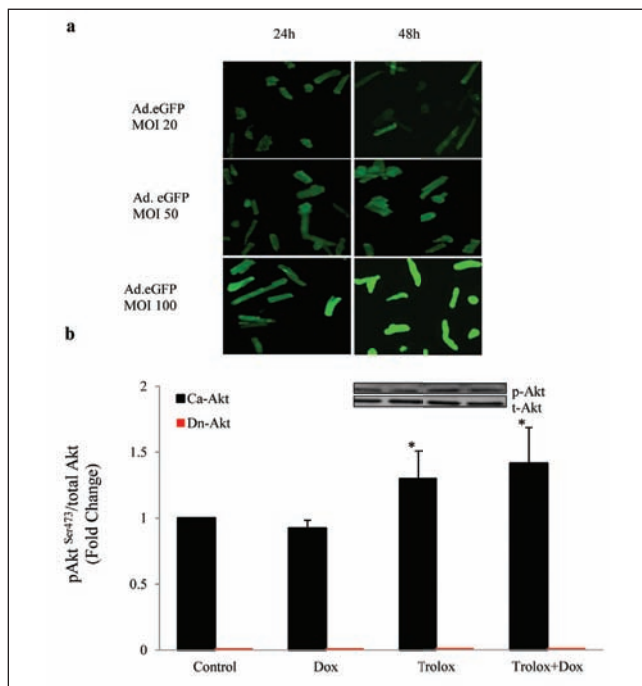 a
24h
48h
Ad.eGFP
MOI 20
Ad. eGFP
MOI 50
Ad.eGFP
MOI 100
b
2
1.5
1
0.5
0
pAkt Ser473/total Akt
(Fold Change)
Ca-Akt
Dn-Akt
p-Akt
t-Akt
*
*
Control
Dox
Trolox
Trolox+Dox